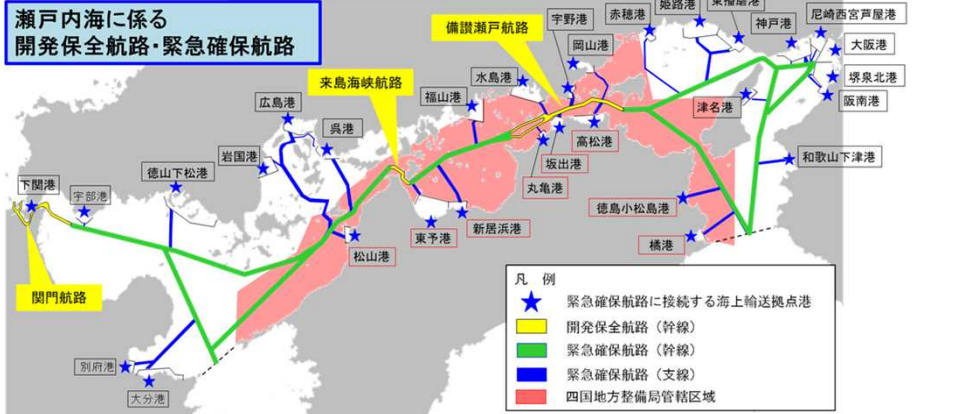 瀬戸内海に係る
開発保全航路・緊急確保航路
備讃瀬戸航路
来島海峡航路
関門航路
下関港
宇部港
徳山下松港
岩国港
広島港
呉港
福山港
水島港
宇野港
岡山港
赤穂港
姫路港
東播磨港
神戸港
尼崎西宮芦屋港
大阪港
堺泉北港
阪南港
津名港
和歌山下津港
高松港
坂出港
丸亀港
徳島小松島港
橘港
新居浜港
東予港
松山港
別府港
大分港
凡 例
緊急確保航路に接続する海上輸送拠点港
開発保全航路（幹線）
緊急確保航路（幹線）
緊急確保航路（支線）
四国地方整備局管轄区域